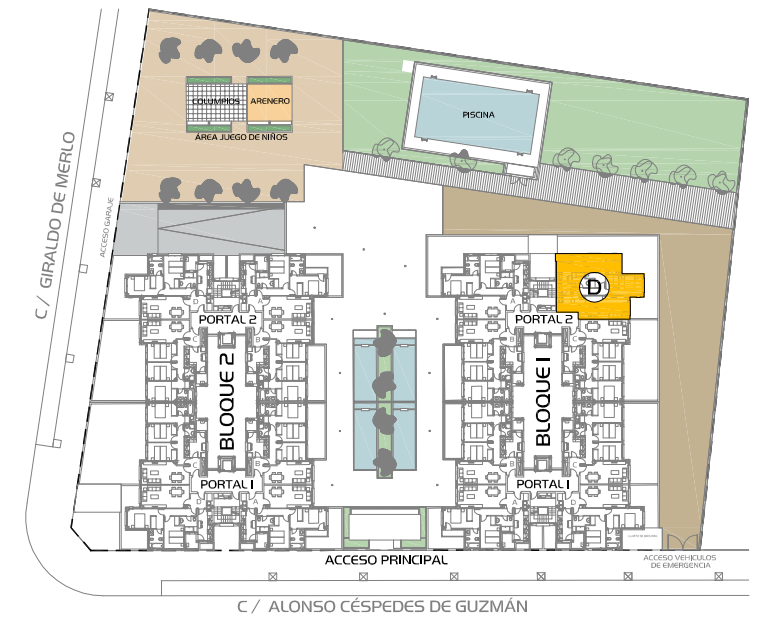 COLUMPIOS
ARENERO
ÁREA JUEGO DE NIÑOS
PISCINA
C/ GIRALDO DE MERLO
ACCESO GARAJE
D
A
PORTAL 2
C
B
BLOQUE 2
B
C
PORTAL 1
D
A
D
A
PORTAL 2
B
C
BLOQUE 1
B
C
PORTAL 1
D
A
ACCESO PRINCIPAL
ACCESO VEHICULOS
DE EMERGENCIA
C/ ALONSO CÉSPEDES DE GUZMÁN